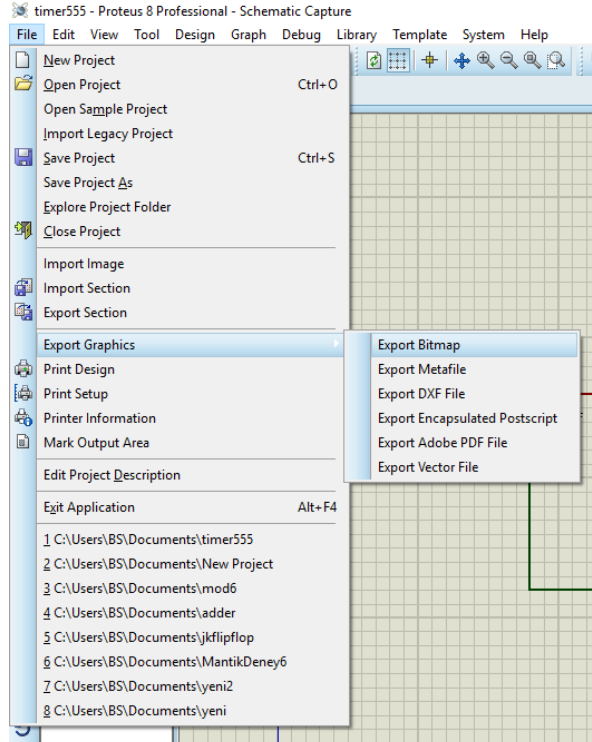 timer555 - Proteus 8 Professional - Schematic Capture
File Edit View Tool Design Graph Debug Library Template System Help
New Project
Open Project Ctrl+O
Open Sample Project
Import Legacy Project
Save Project Ctrl+S
Save Project As
Explore Project Folder
Close Project
Import Image
Import Section
Export Section
Export Graphics
Export Bitmap
Print Design
Export Metafile
Print Setup
Export DXF File
Printer Information
Export Encapsulated Postscript
Mark Output Area
Export Adobe PDF File
Export Vector File
Edit Project Description
Exit Application Alt+F4
1 C:\Users\BS\Documents\timer555
2 C:\Users\BS\Documents\New Project
3 C:\Users\BS\Documents\mod6
4 C:\Users\BS\Documents\adder
5 C:\Users\BS\Documents\jkflipflop
6 C:\Users\BS\Documents\MantikDeney6
7 C:\Users\BS\Documents\yeni2
8 C:\Users\BS\Documents\yeni